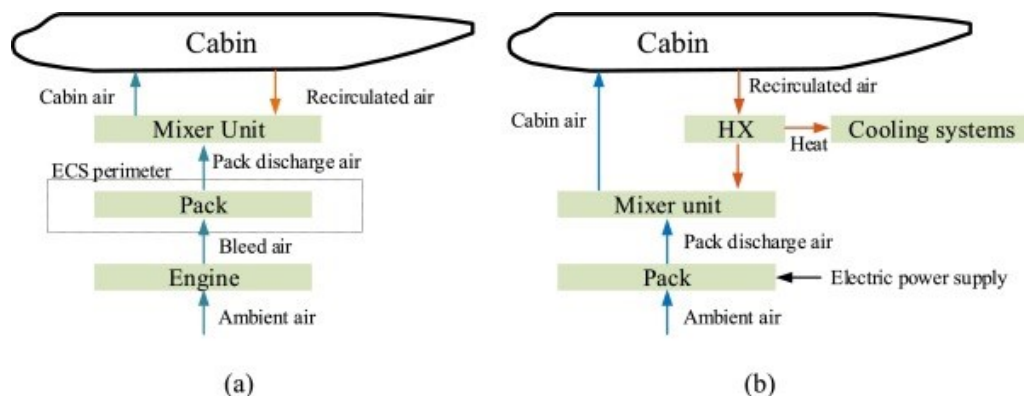 Cabin
Cabin air
Recirculated air
Mixer Unit
Pack discharge air
ECS perimeter
Pack
Bleed air
Engine
Ambient air
(a)
Cabin
Recirculated air
Cabin air
HX
Cooling systems
Heat
Mixer unit
Pack discharge air
Pack
Electric power supply
Ambient air
(b)